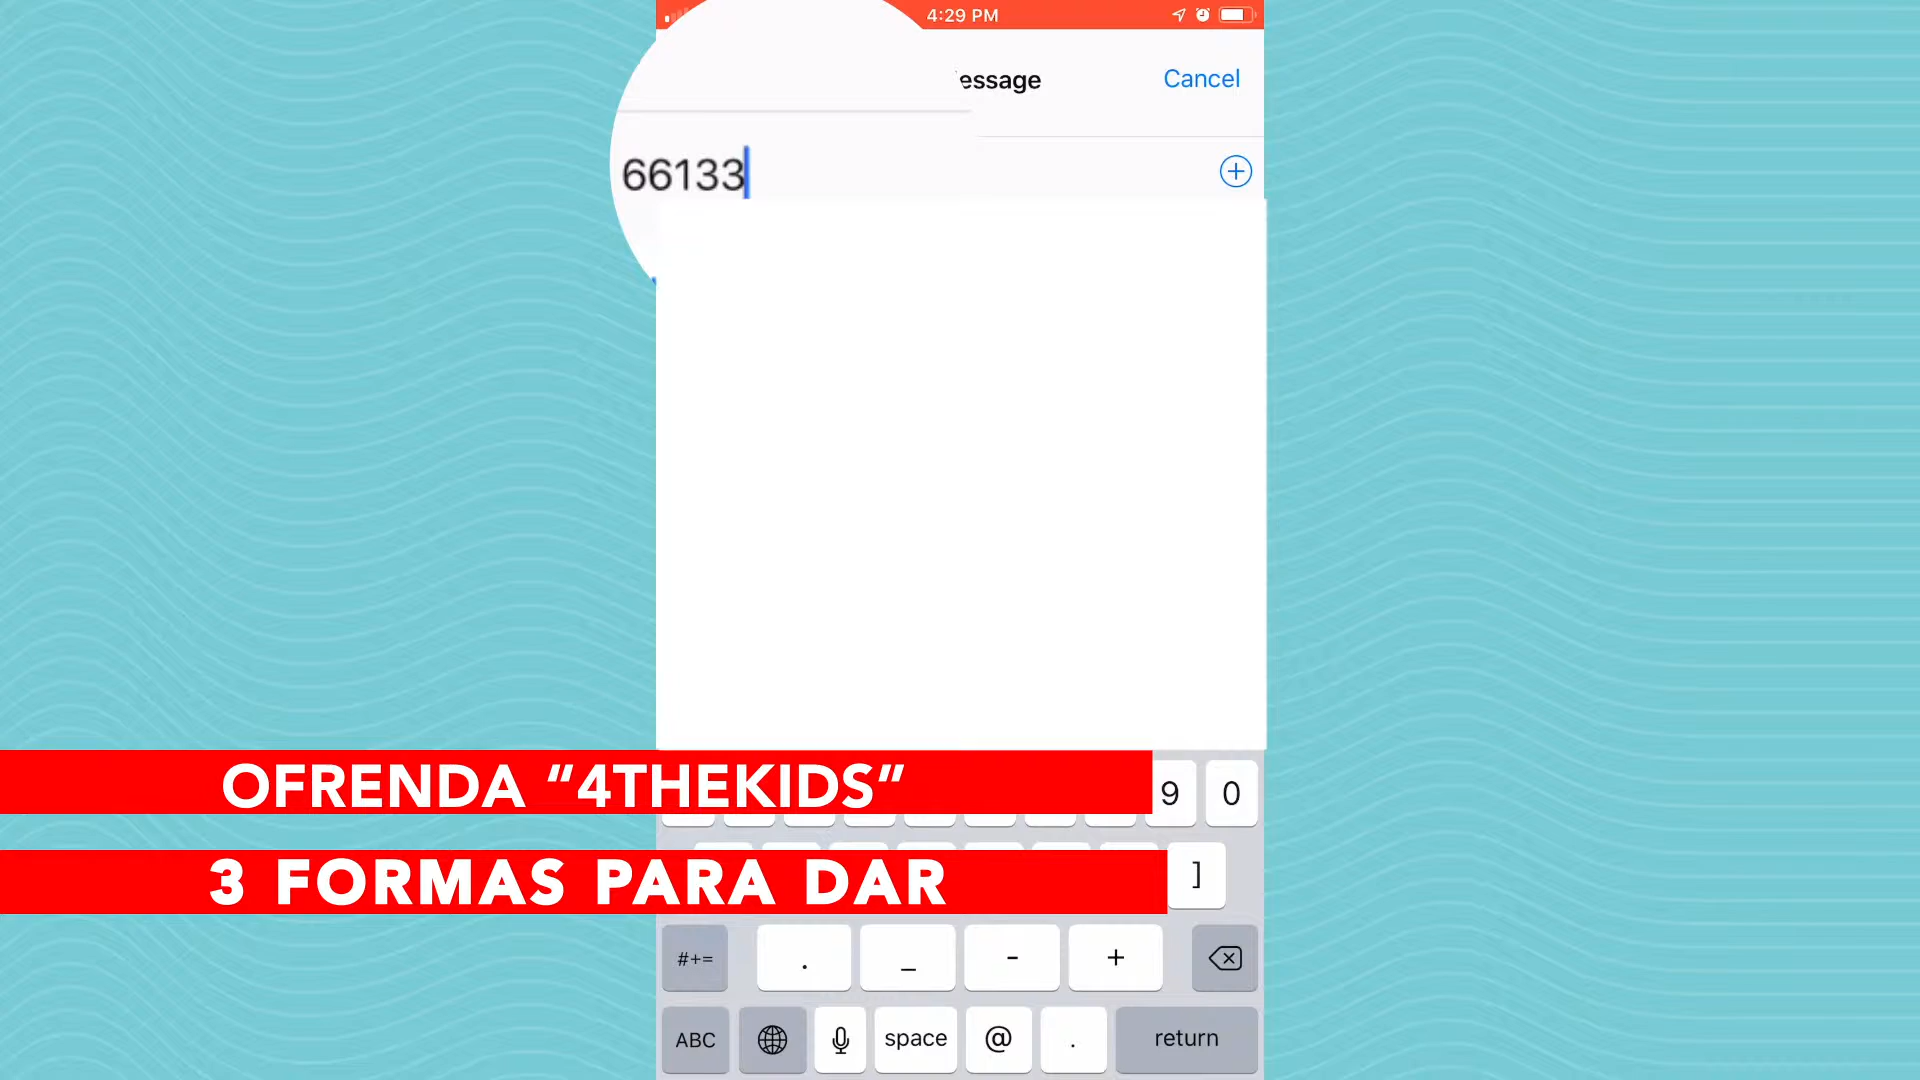 4:29 PM
essage
Cancel
66133
OFRENDA “4THEKIDS”
9 0
3 FORMAS PARA DAR
]
#+= . _ - +
ABC space @ . return